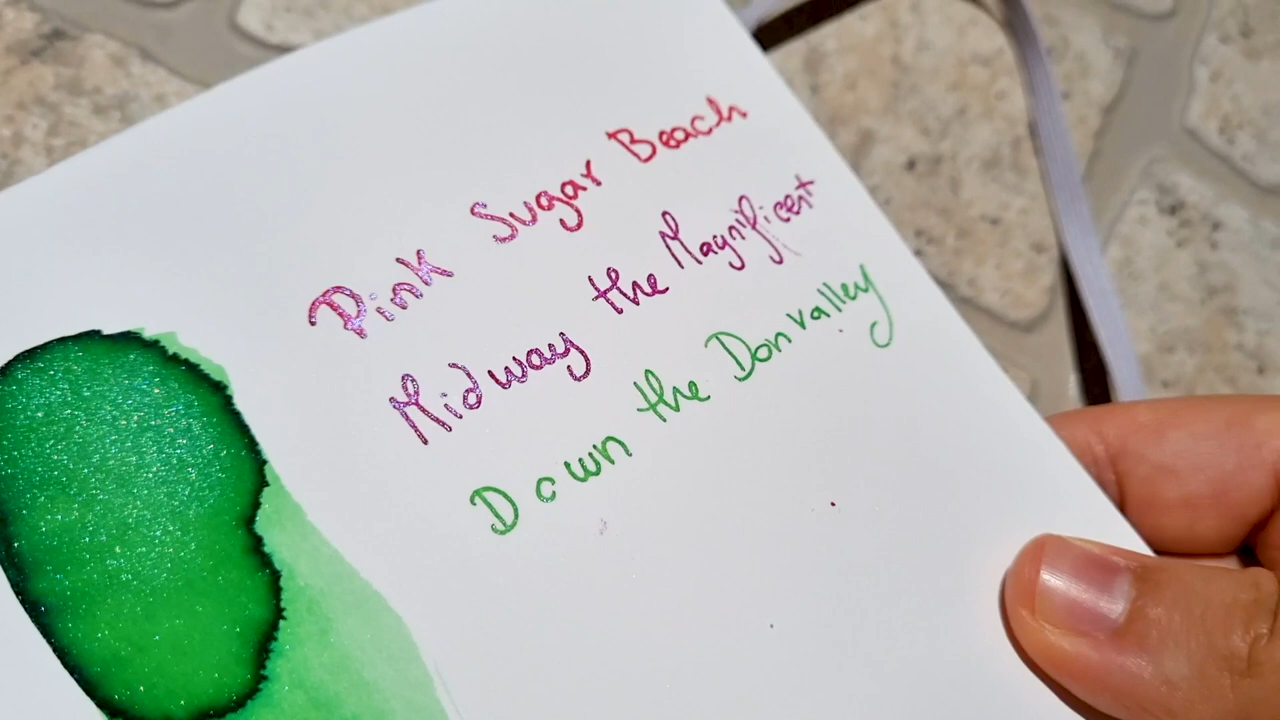 Pink Sugar Beach
Midway the Magnificent
Down the Don Valley